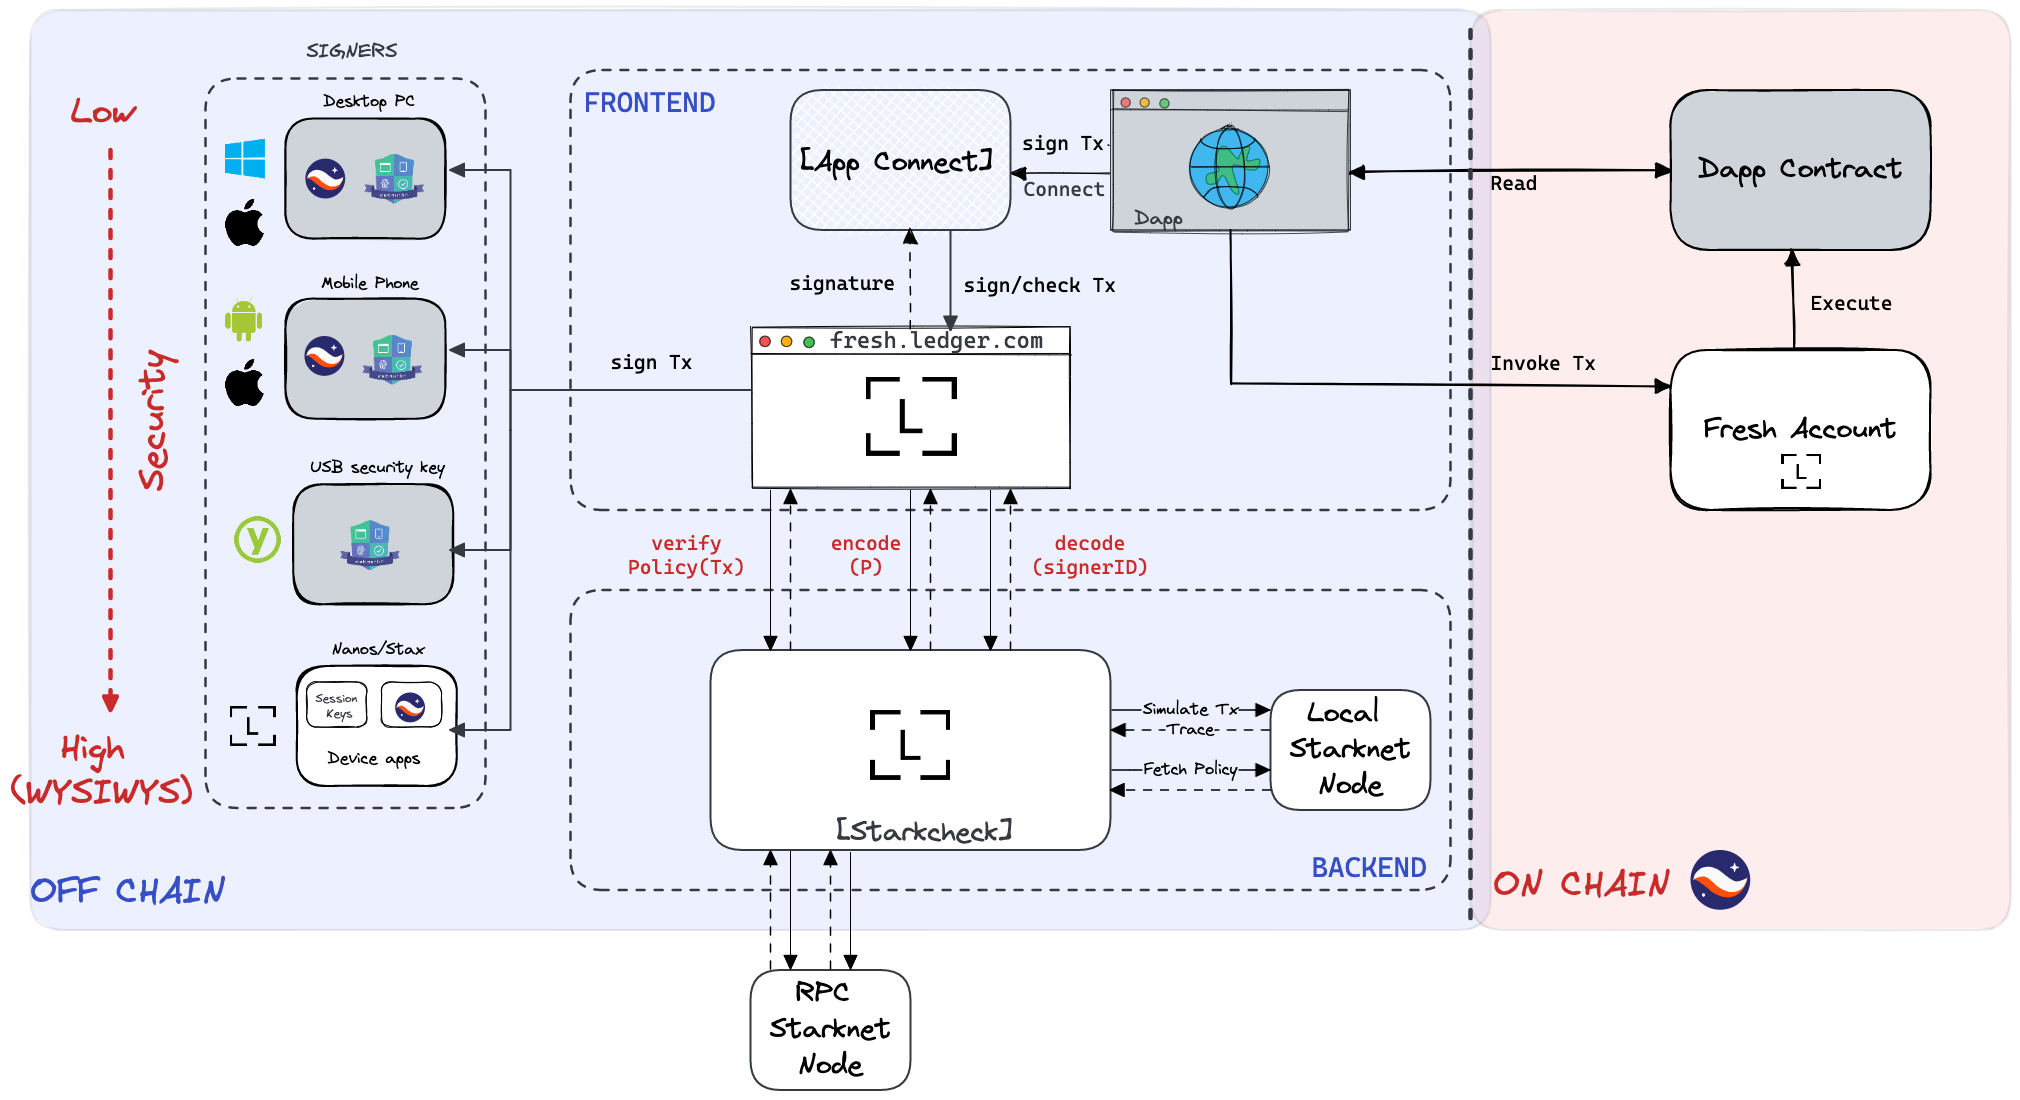 SIGNERS
Low
Security
High
(WYSIWYS)
Desktop PC
webauthn
Mobile Phone
webauthn
USB security key
y
webauthn
Nanos/Stax
Session
Keys
Device apps
OFF CHAIN
FRONTEND
[App Connect]
sign Tx
Connect
Dapp
signature
sign/check Tx
fresh.ledger.com
L
sign Tx
verify
Policy(Tx)
encode
(P)
decode
(signerID)
L
[Starkcheck]
Simulate Tx
Trace
Fetch Policy
Local
Starknet
Node
BACKEND
RPC
Starknet
Node
Read
Dapp Contract
Execute
Invoke Tx
Fresh Account
L
ON CHAIN